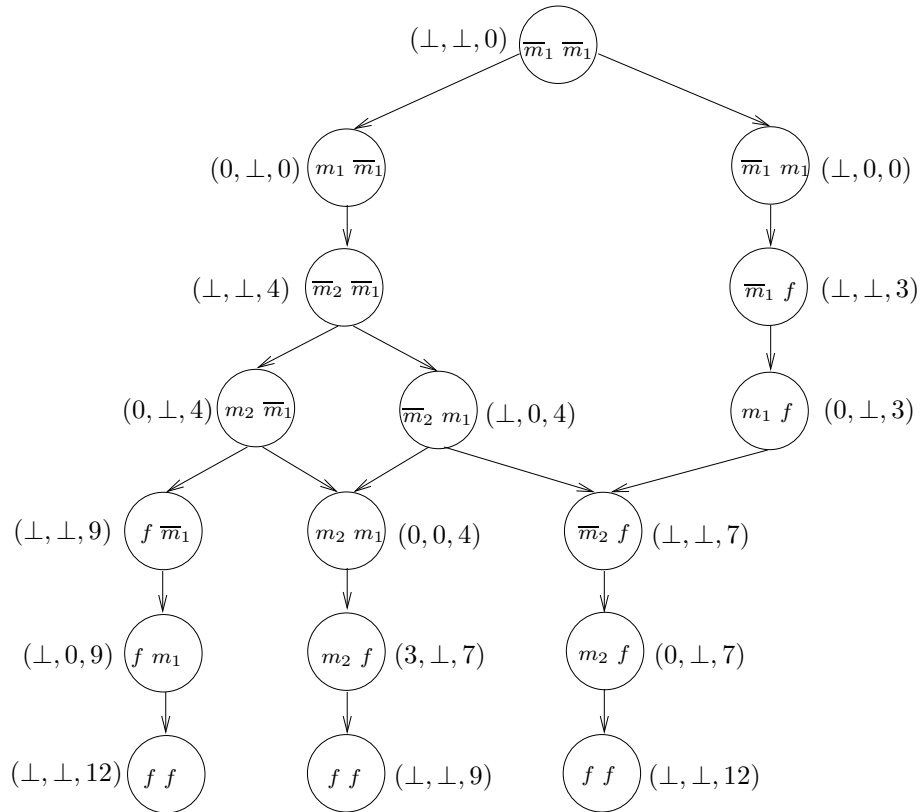 (⊥, ⊥, 0) m̅₁ m̅₁
(0, ⊥, 0) m₁ m̅₁ m̅₁ m₁ (⊥, 0, 0)
(⊥, ⊥, 4) m̅₂ m̅₁ m̅₁ f (⊥, ⊥, 3)
(0, ⊥, 4) m₂ m̅₁ m̅₂ m₁ (⊥, 0, 4) m₁ f (0, ⊥, 3)
(⊥, ⊥, 9) f m̅₁ m₂ m₁ (0, 0, 4) m̅₂ f (⊥, ⊥, 7)
(⊥, 0, 9) f m₁ m₂ f (3, ⊥, 7) m₂ f (0, ⊥, 7)
(⊥, ⊥, 12) f f f f (⊥, ⊥, 9) f f (⊥, ⊥, 12)